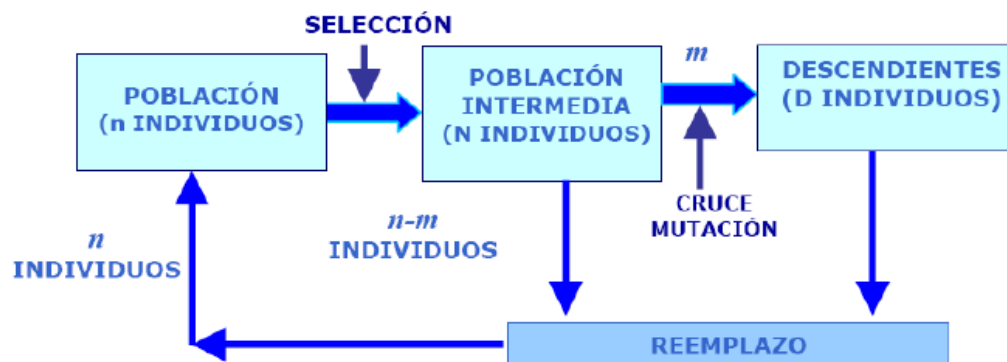 SELECCIÓN
POBLACIÓN
(n INDIVIDUOS)
POBLACIÓN
INTERMEDIA
(N INDIVIDUOS)
m
DESCENDIENTES
(D INDIVIDUOS)
CRUCE
MUTACIÓN
n
INDIVIDUOS
n-m
INDIVIDUOS
REEMPLAZO